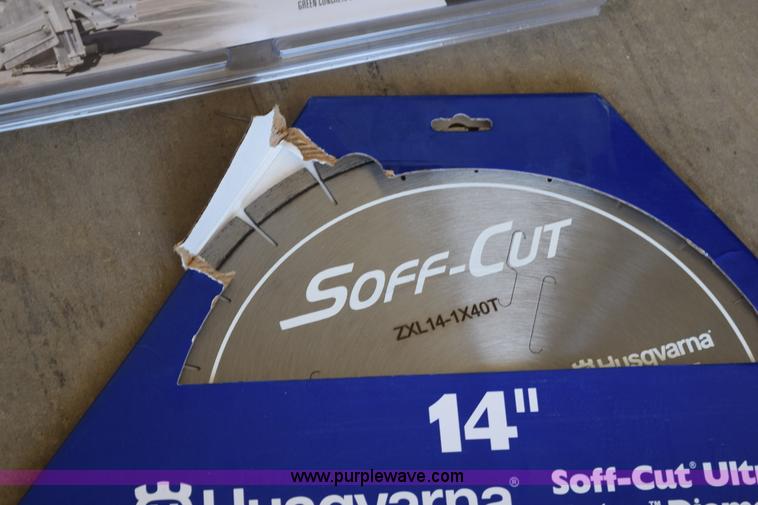 GREEN CONCRETE
SOFF-CUT
ZXL14-1X40T
Husqvarna
14"
www.purplewave.com
Husqvarna®
Soff-Cut® Ult